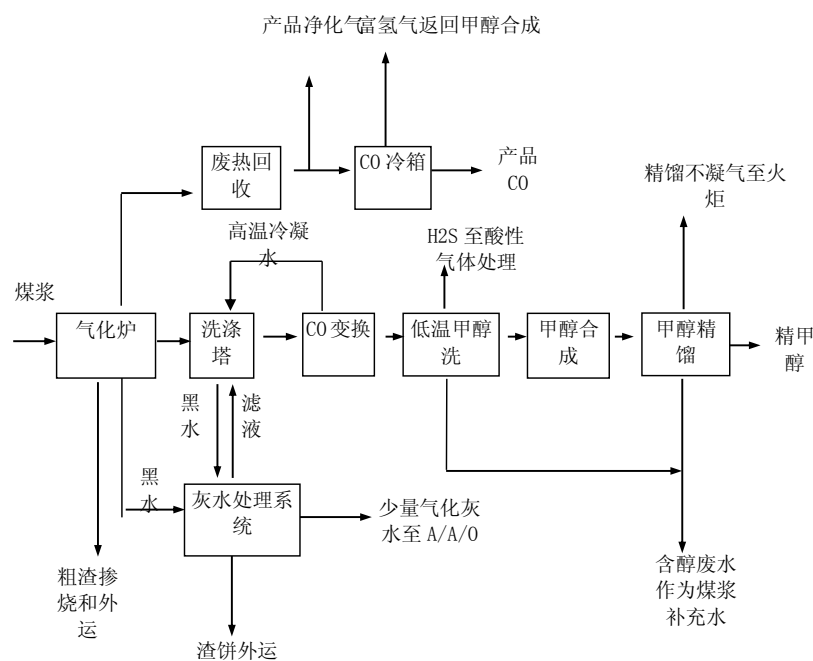 产品净化气富氢气返回甲醇合成
废热回
收
CO 冷箱
产品
CO
精馏不凝气至火
炬
高温冷凝
水
H2S 至酸性
气体处理
煤浆
气化炉
洗涤
塔
CO 变换
低温甲醇
洗
甲醇合
成
甲醇精
馏
精甲
醇
黑
水
滤
液
黑
水
灰水处理系
统
少量气化灰
水至 A/A/O
粗渣掺
烧和外
运
渣饼外运
含醇废水
作为煤浆
补充水